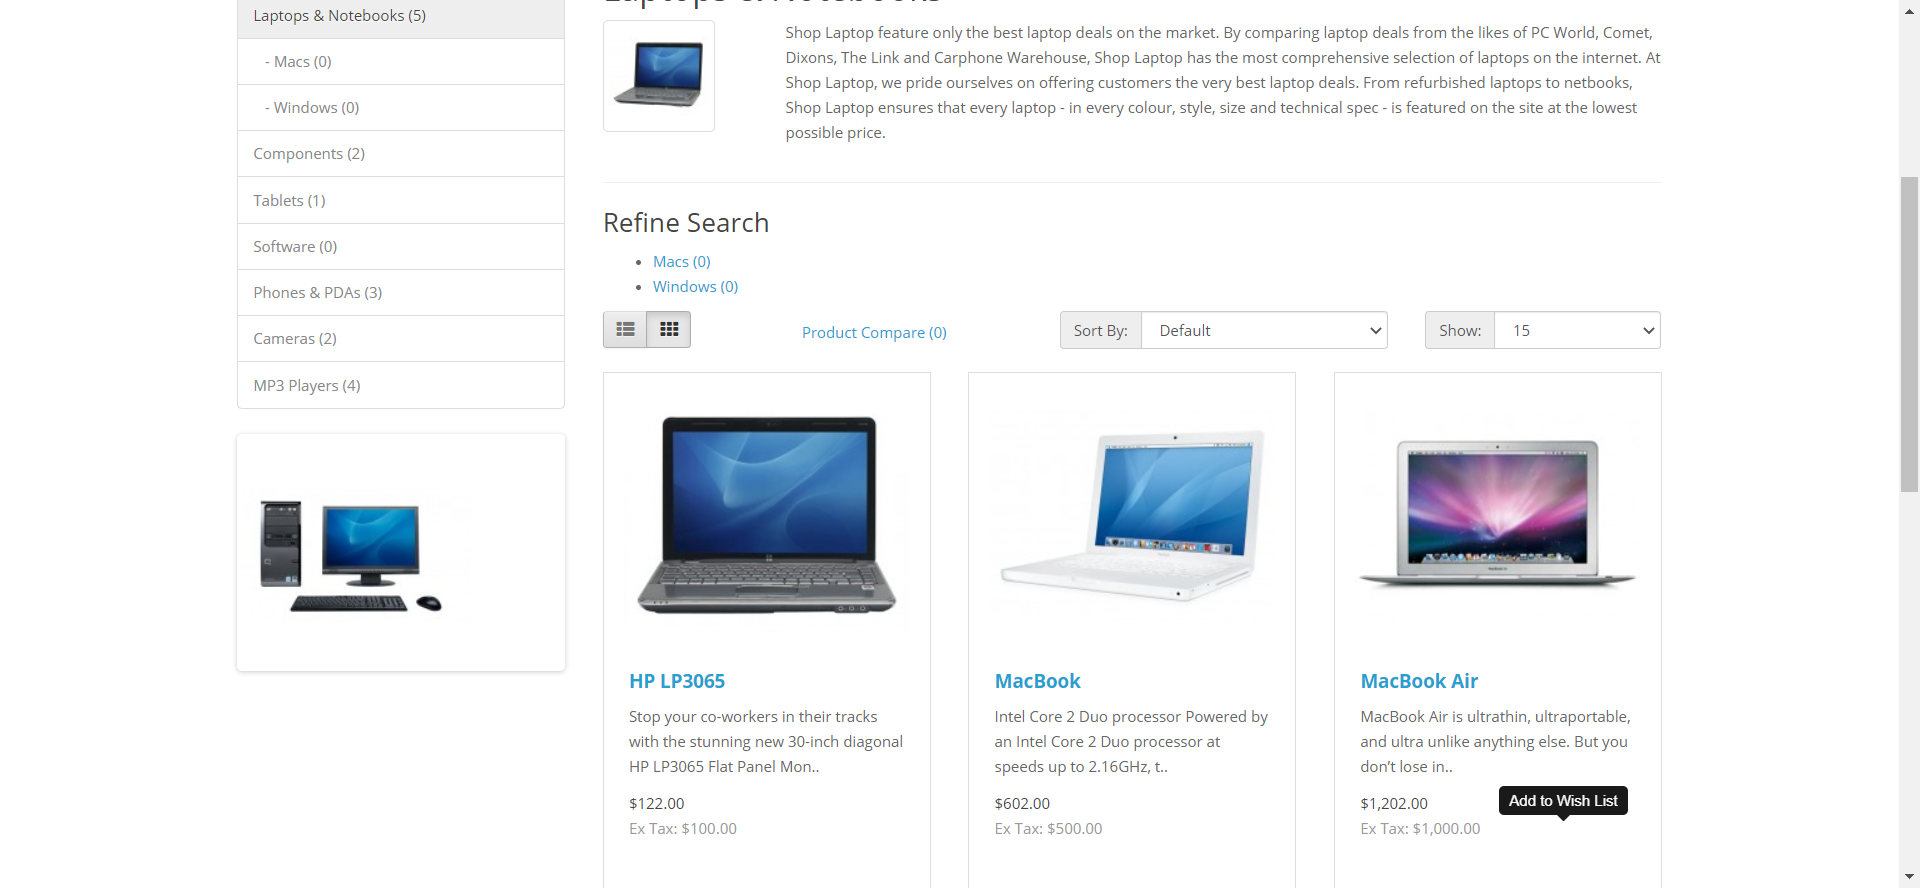 Laptops & Notebooks (5)
- Macs (0)
- Windows (0)
Components (2)
Tablets (1)
Software (0)
Phones & PDAs (3)
Cameras (2)
MP3 Players (4)
Laptops & Notebooks
Shop Laptop feature only the best laptop deals on the market. By comparing laptop deals from the likes of PC World, Comet,
Dixons, The Link and Carphone Warehouse, Shop Laptop has the most comprehensive selection of laptops on the internet. At
Shop Laptop, we pride ourselves on offering customers the very best laptop deals. From refurbished laptops to netbooks,
Shop Laptop ensures that every laptop - in every colour, style, size and technical spec - is featured on the site at the lowest
possible price.
Refine Search
Macs (0)
Windows (0)
Product Compare (0)
Sort By: Default
Show: 15
HP LP3065
Stop your co-workers in their tracks
with the stunning new 30-inch diagonal
HP LP3065 Flat Panel Mon..
$122.00
Ex Tax: $100.00
MacBook
Intel Core 2 Duo processor Powered by
an Intel Core 2 Duo processor at
speeds up to 2.16GHz, t..
$602.00
Ex Tax: $500.00
MacBook Air
MacBook Air is ultrathin, ultraportable,
and ultra unlike anything else. But you
don’t lose in..
$1,202.00
Ex Tax: $1,000.00
Add to Wish List